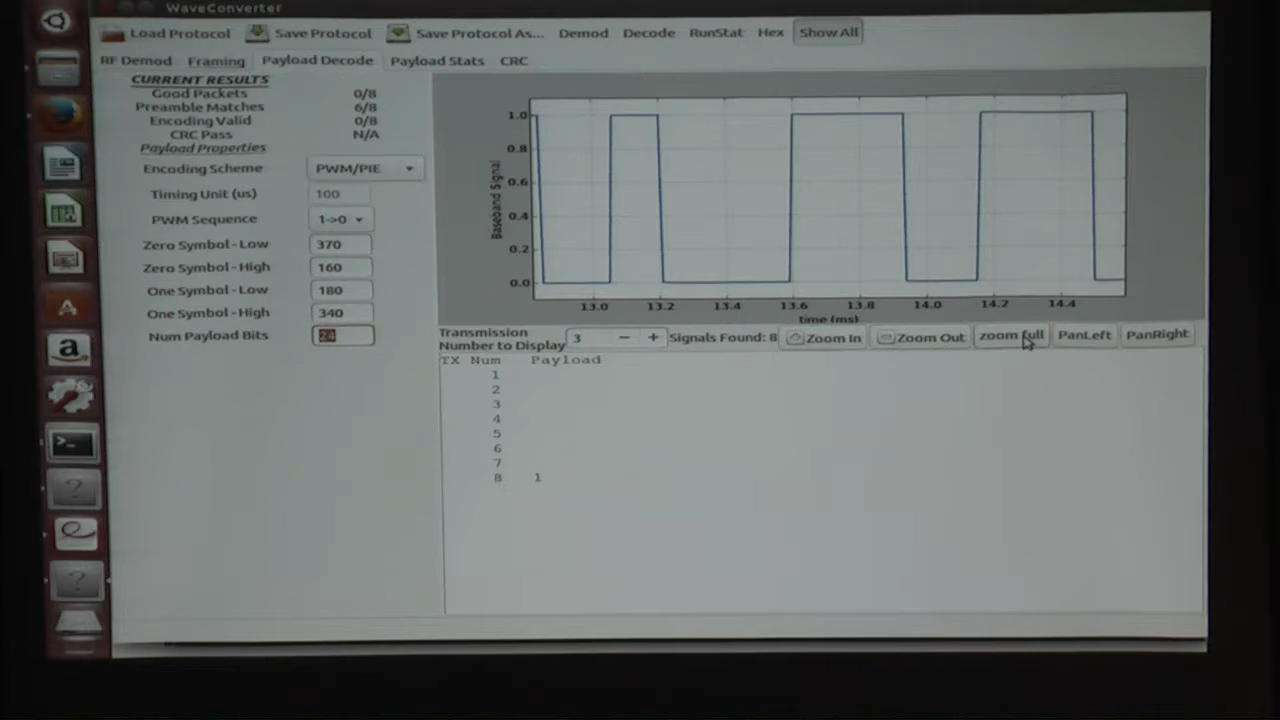 WaveConverter
Load Protocol Save Protocol Save Protocol As... Demod Decode RunStat Hex Show All
RF Demod Framing Payload Decode Payload Stats CRC
CURRENT RESULTS
Good Packets 0/8
Preamble Matches 6/8
Encoding Valid 0/8
CRC Pass N/A
Payload Properties
Encoding Scheme PWM/PIE
Timing Unit (us) 100
PWM Sequence 1->0
Zero Symbol - Low 370
Zero Symbol - High 160
One Symbol - Low 180
One Symbol - High 340
Num Payload Bits 24
Baseband Signal
1.0
0.8
0.6
0.4
0.2
0.0
13.0 13.2 13.4 13.6 13.8 14.0 14.2 14.4
time (ms)
Transmission
Number to Display 3 − + Signals Found: 8 Zoom In Zoom Out zoom full PanLeft PanRight
TX Num Payload
1
2
3
4
5
6
7
8 1